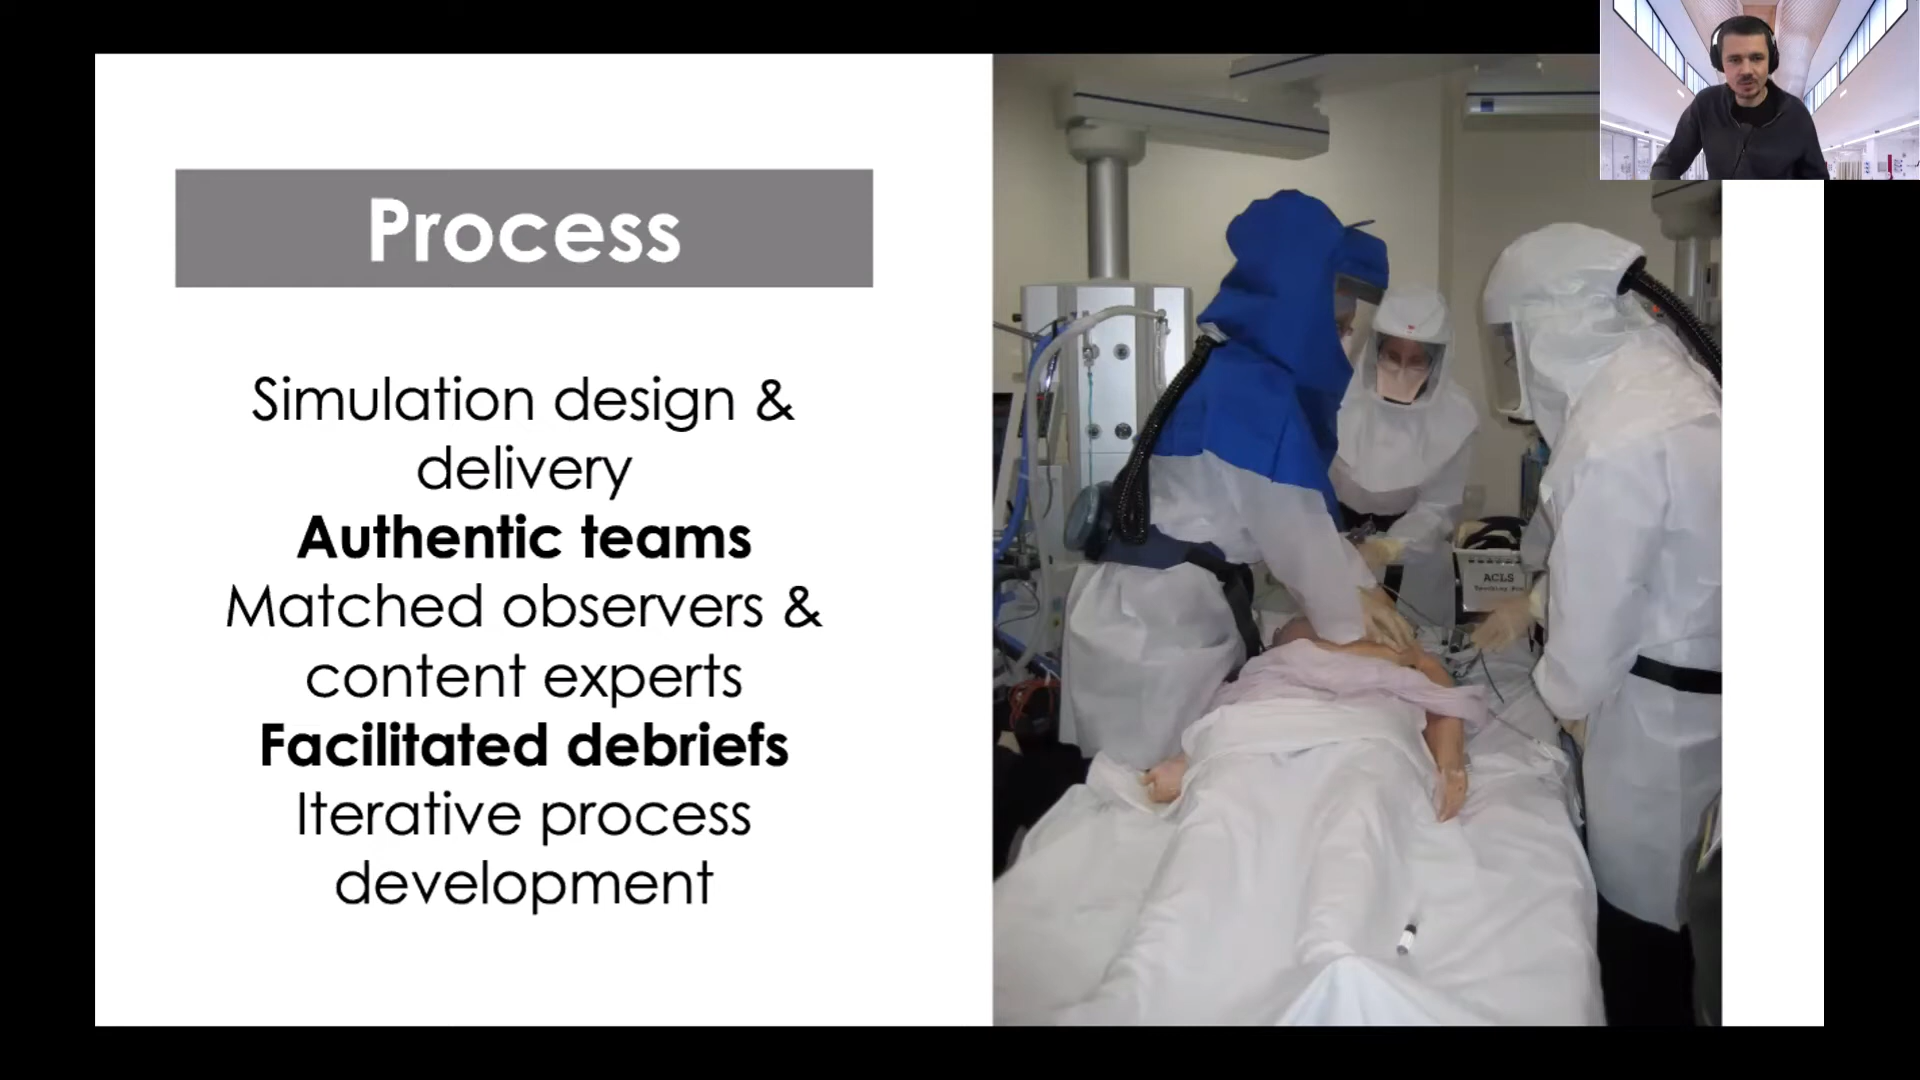 Process
Simulation design &
delivery
Authentic teams
Matched observers &
content experts
Facilitated debriefs
Iterative process
development
ACLS